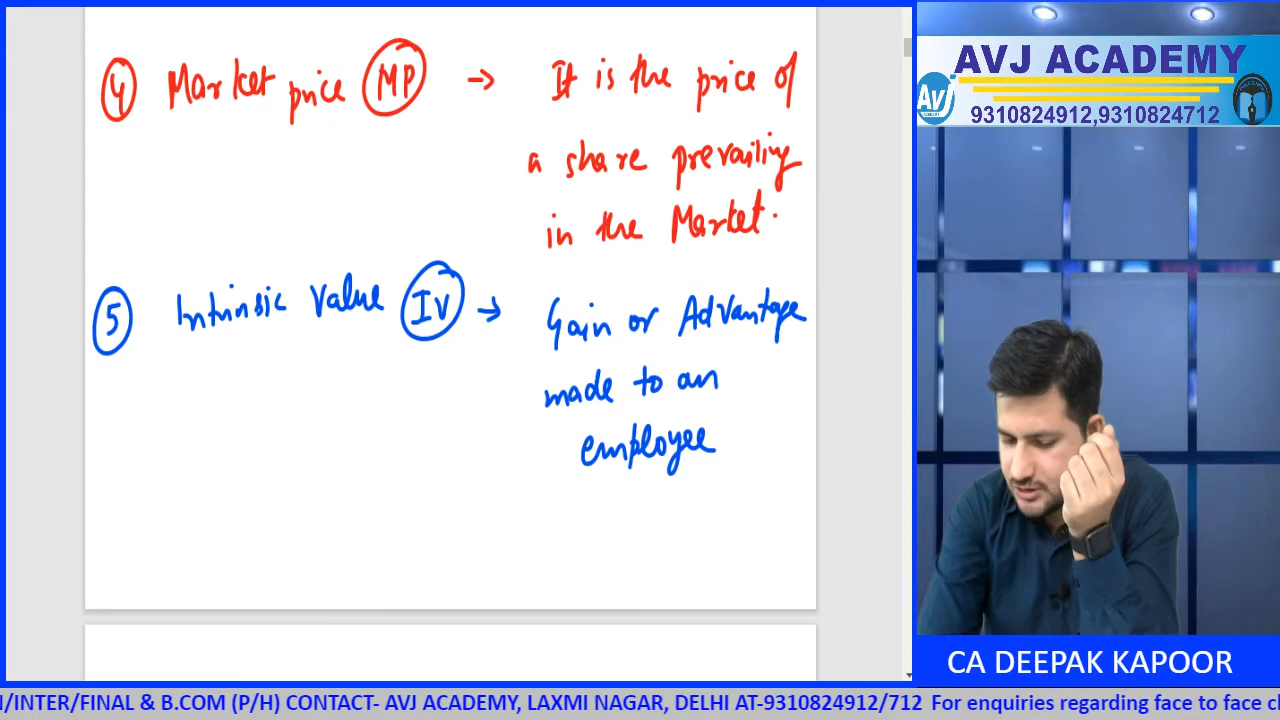 ④ Market price (MP) → It is the price of
a share prevailing
in the Market.
⑤ Intrinsic value (IV) → Gain or Advantage
made to an
employee
AVJ ACADEMY
AVJ
9310824912,9310824712
CA DEEPAK KAPOOR
N/INTER/FINAL & B.COM (P/H) CONTACT- AVJ ACADEMY, LAXMI NAGAR, DELHI AT-9310824912/712 For enquiries regarding face to face cl